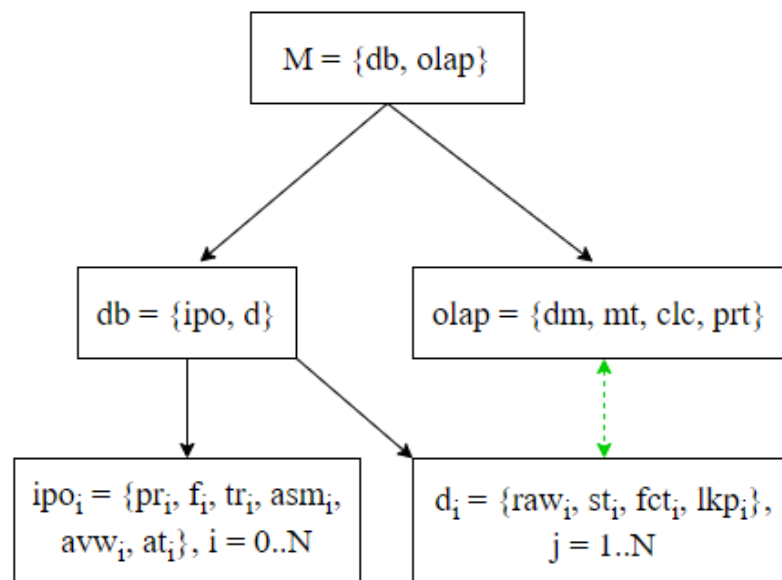 M = {db, olap}
db = {ipo, d}
olap = {dm, mt, clc, prt}
ipoᵢ = {prᵢ, fᵢ, trᵢ, asmᵢ,
avwᵢ, atᵢ}, i = 0..N
dᵢ = {rawᵢ, stᵢ, fctᵢ, lkpᵢ},
j = 1..N